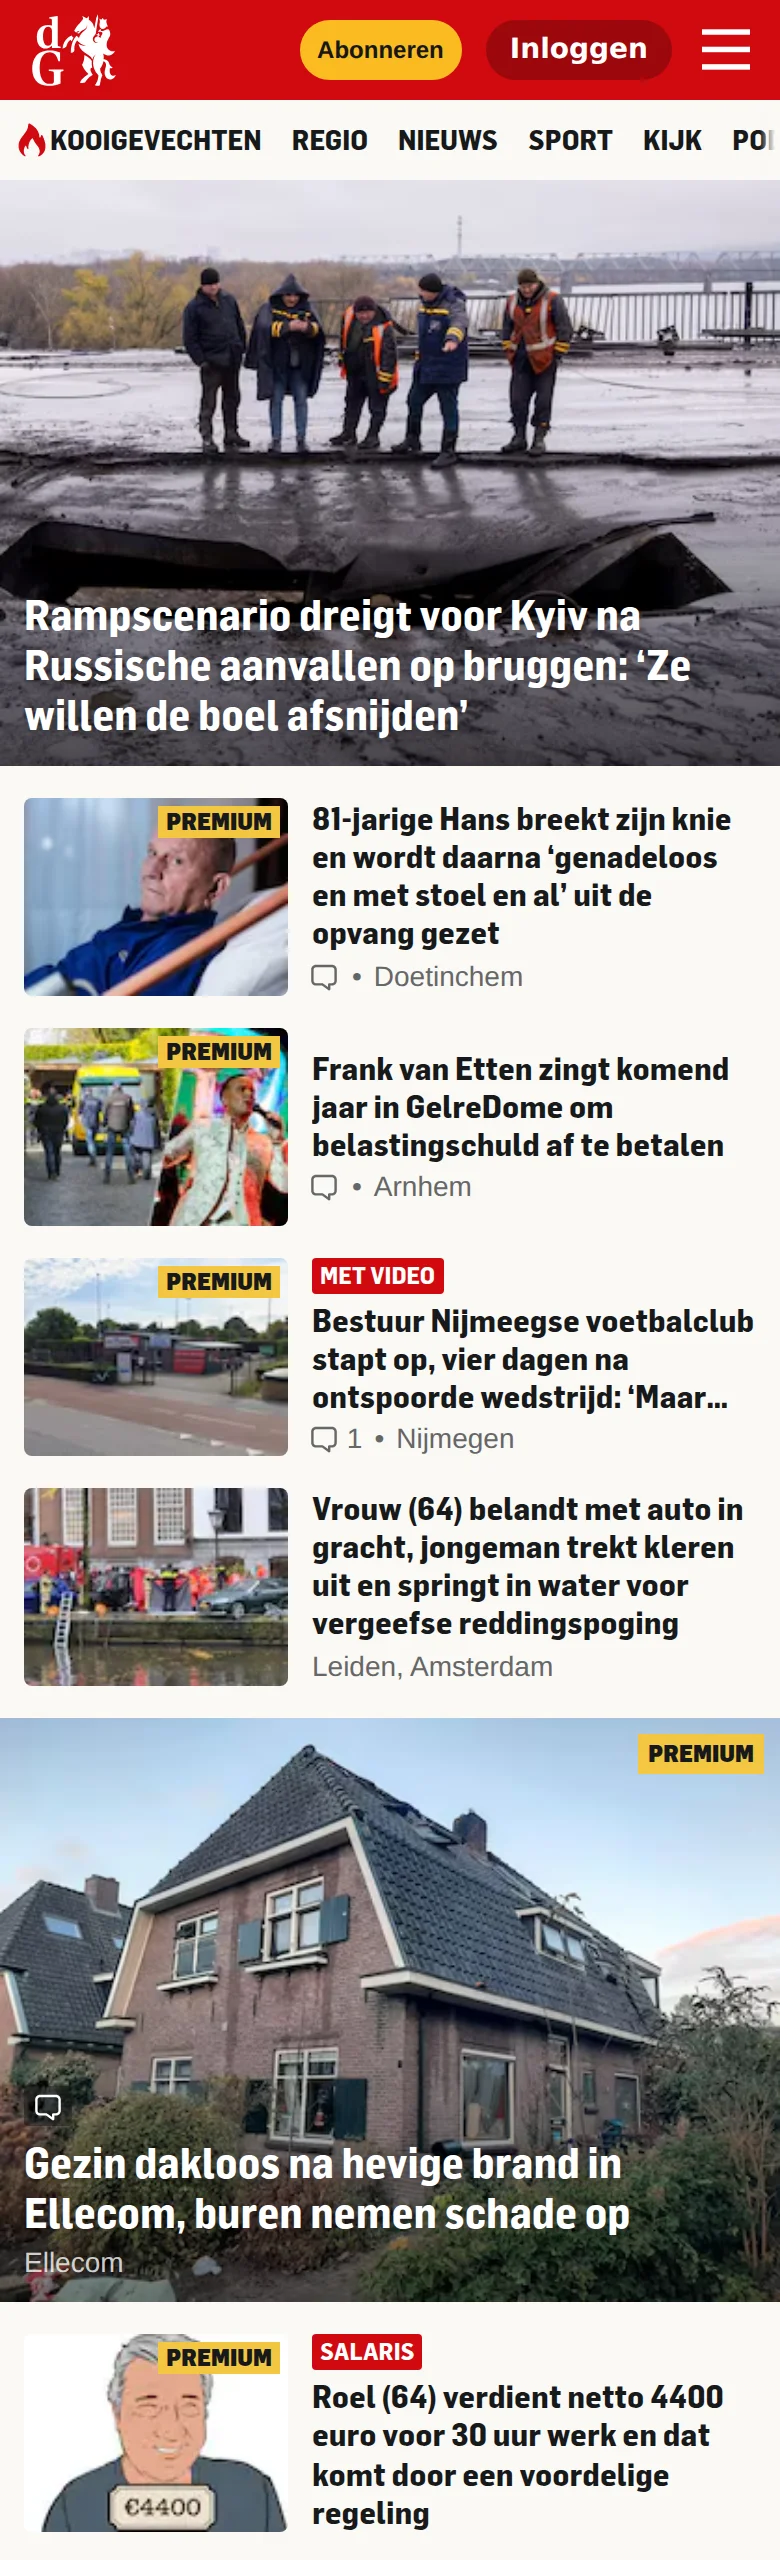 dG
Abonneren
Inloggen
KOOIGEVECHTEN REGIO NIEUWS SPORT KIJK
Rampscenario dreigt voor Kyiv na
Russische aanvallen op bruggen: ‘Ze
willen de boel afsnijden’
PREMIUM
81-jarige Hans breekt zijn knie
en wordt daarna ‘genadeloos
en met stoel en al’ uit de
opvang gezet
• Doetinchem
PREMIUM
Frank van Etten zingt komend
jaar in GelreDome om
belastingschuld af te betalen
• Arnhem
PREMIUM
MET VIDEO
Bestuur Nijmeegse voetbalclub
stapt op, vier dagen na
ontspoorde wedstrijd: ‘Maar...
1 • Nijmegen
Vrouw (64) belandt met auto in
gracht, jongeman trekt kleren
uit en springt in water voor
vergeefse reddingspoging
Leiden, Amsterdam
PREMIUM
Gezin dakloos na hevige brand in
Ellecom, buren nemen schade op
Ellecom
PREMIUM
€4400
SALARIS
Roel (64) verdient netto 4400
euro voor 30 uur werk en dat
komt door een voordelige
regeling